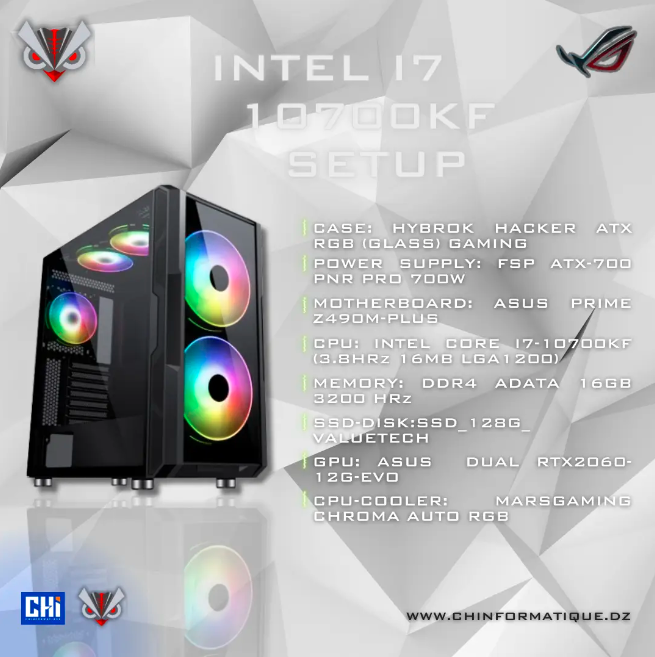 INTEL I7
10700KF
SETUP
CASE: HYBROK HACKER ATX
RGB (GLASS) GAMING
POWER SUPPLY: FSP ATX-700
PNR PRO 700W
MOTHERBOARD: ASUS PRIME
Z490M-PLUS
CPU: INTEL CORE I7-10700KF
(3.8HRz 16MB LGA1200)
MEMORY: DDR4 ADATA 16GB
3200 HRz
SSD-DISK:SSD_128G_
VALUETECH
GPU: ASUS DUAL RTX2060-
12G-EVO
CPU-COOLER: MARSGAMING
CHROMA AUTO RGB
CHi
WWW.CHINFORMATIQUE.DZ